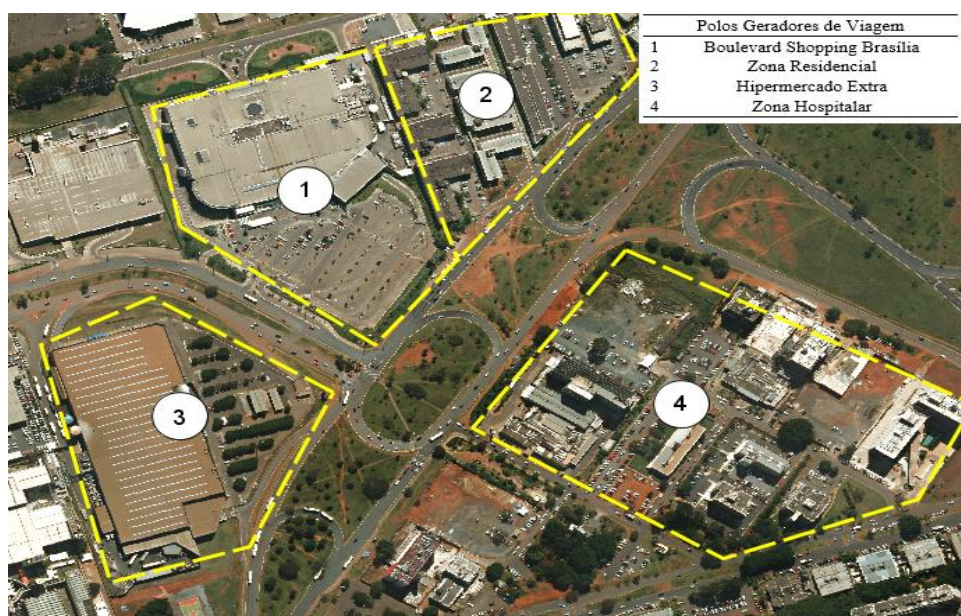 Polos Geradores de Viagem
1 Boulevard Shopping Brasília
2 Zona Residencial
3 Hipermercado Extra
4 Zona Hospitalar
2
1
3
4